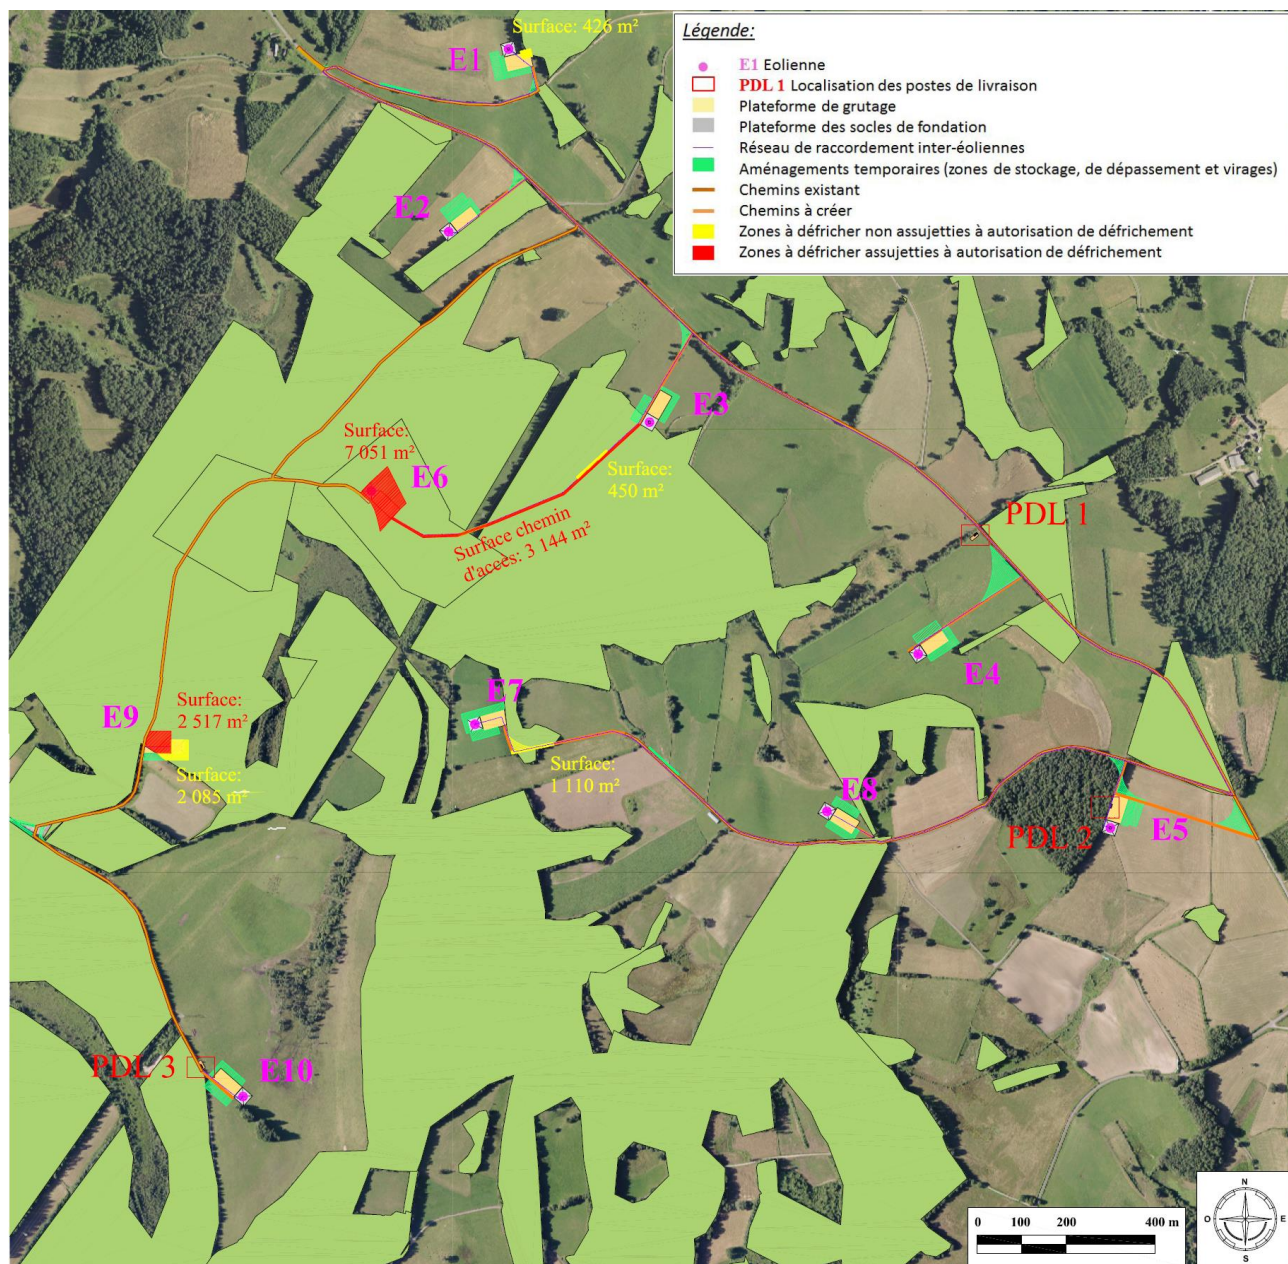 Surface: 426 m²
E1
Légende:
E1 Eolienne
PDL 1 Localisation des postes de livraison
Plateforme de grutage
Plateforme des socles de fondation
Réseau de raccordement inter-éoliennes
Aménagements temporaires (zones de stockage, de dépassement et virages)
Chemins existant
Chemins à créer
Zones à défricher non assujetties à autorisation de défrichement
Zones à défricher assujetties à autorisation de défrichement
E2
E3
Surface:
7 051 m²
E6
Surface:
450 m²
Surface chemin
d'accès: 3 144 m²
PDL 1
E4
E7
E9
Surface:
2 517 m²
Surface:
2 085 m²
Surface:
1 110 m²
E8
PDL 2
E5
PDL 3
E10
0 100 200 400 m
N
O
E
S